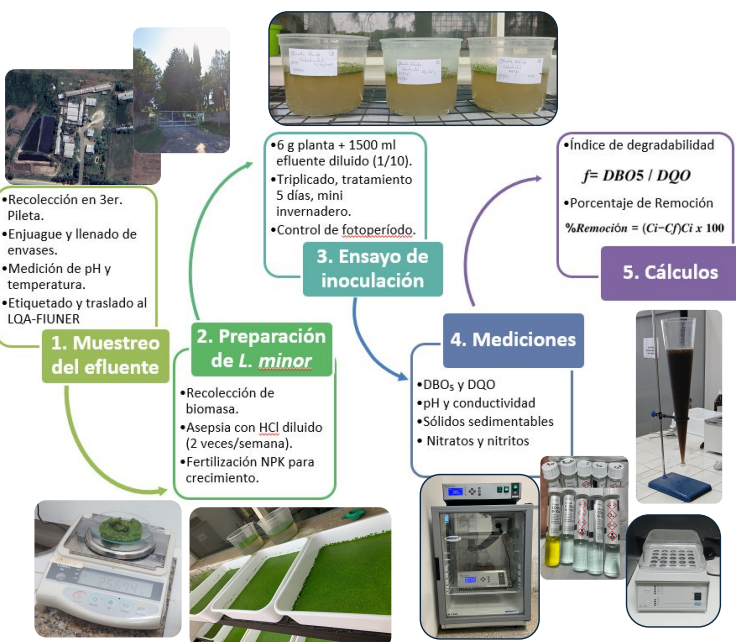 •Recolección en 3er.
Pileta.
•Enjuague y llenado de
envases.
•Medición de pH y
temperatura.
•Etiquetado y traslado al
LQA-FIUNER
1. Muestreo
del efluente
2. Preparación
de L. minor
•Recolección de
biomasa.
•Asepsia con HCl diluido
(2 veces/semana).
•Fertilización NPK para
crecimiento.
•6 g planta + 1500 ml
efluente diluido (1/10).
•Triplicado, tratamiento
5 días, mini
invernadero.
•Control de fotoperíodo.
3. Ensayo de
inoculación
4. Mediciones
•DBO₅ y DQO
•pH y conductividad
•Sólidos sedimentables
• Nitratos y nitritos
•Índice de degradabilidad
f= DBO5 / DQO
•Porcentaje de Remoción
%Remoción = (Ci−Cf)Ci x 100
5. Cálculos